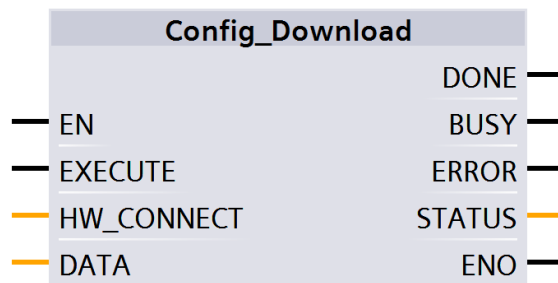 Config_Download
DONE
EN BUSY
EXECUTE ERROR
HW_CONNECT STATUS
DATA ENO